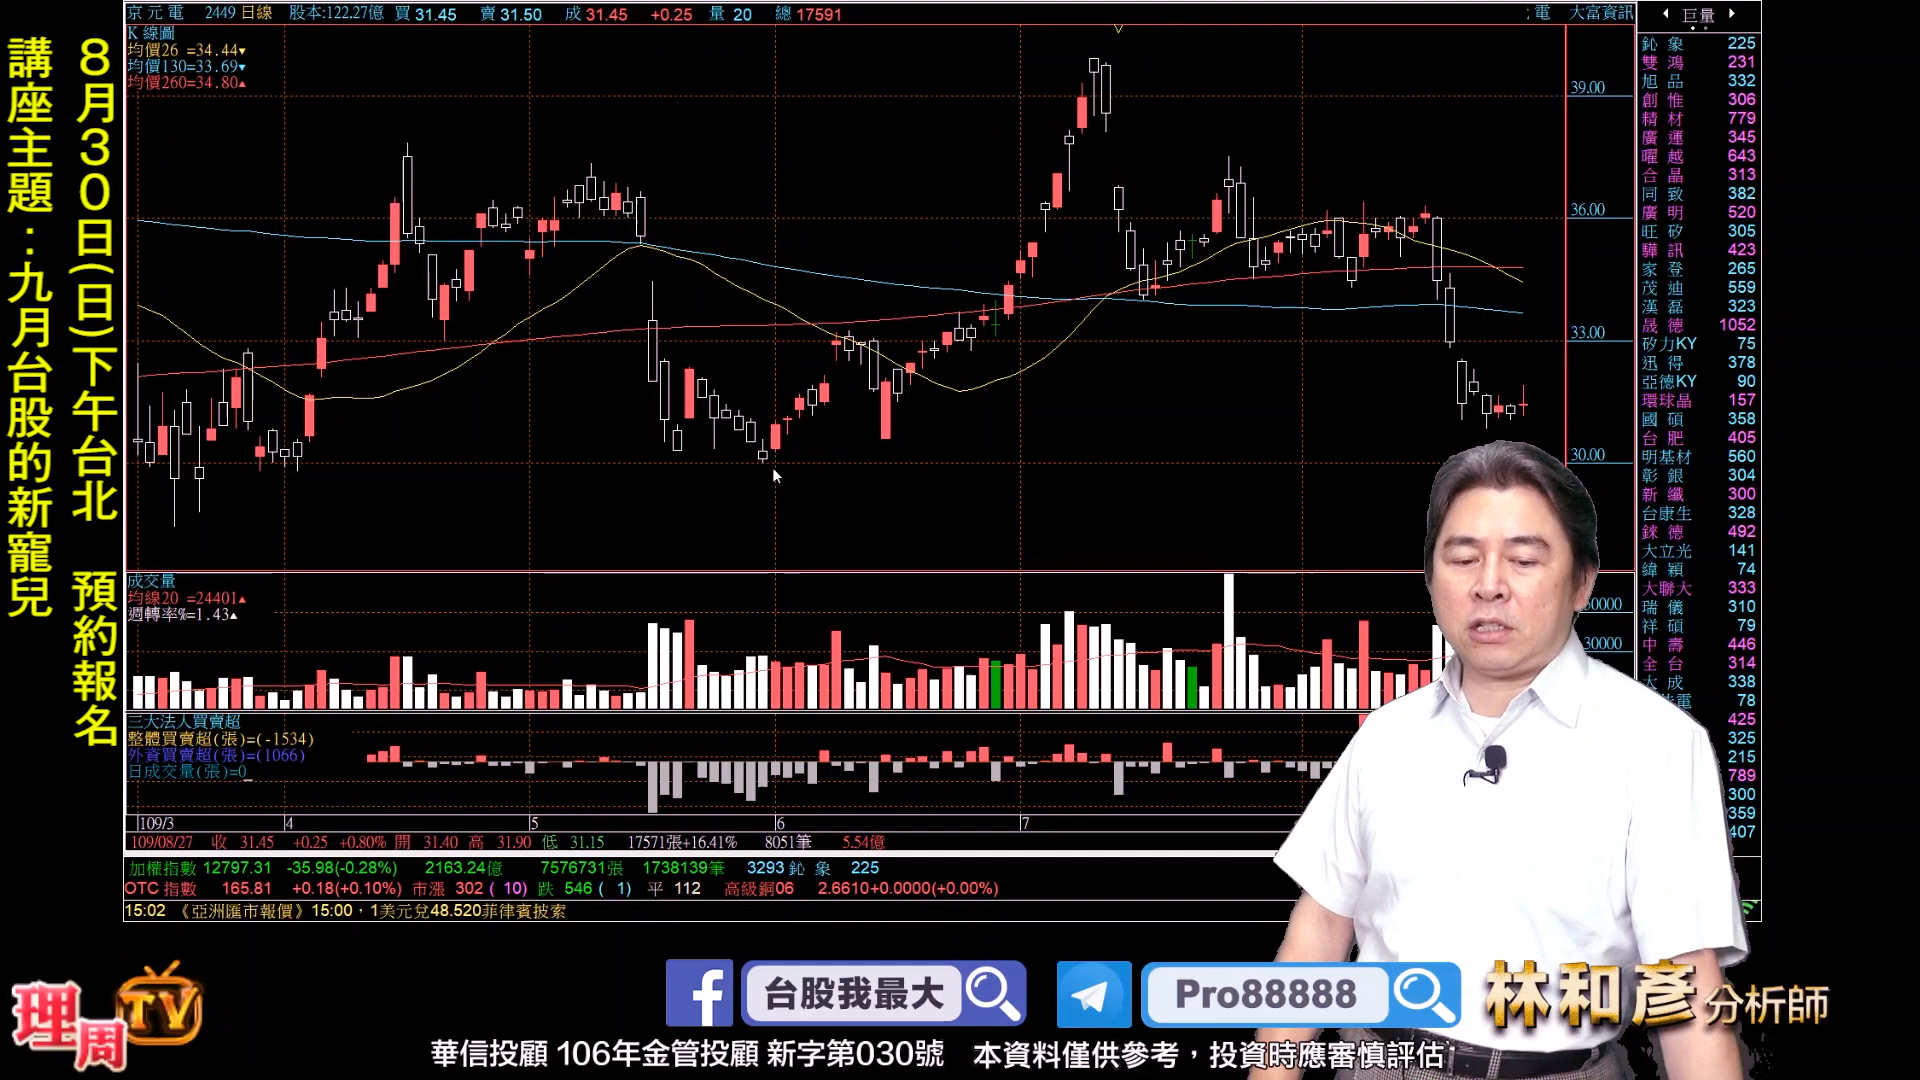 8月30日(日)下午台北 預約報名
講座主題:九月台股的新寵兒
京元電 2449 日線 股本:122.27億 買 31.45 賣 31.50 成 31.45 +0.25 量 20 總 17591
電 大富資訊
巨量
K 線圖
均價26 =34.44▾
均價130=33.69▾
均價260=34.80▴
39.00
36.00
33.00
30.00
成交量
均線20 =24401▴
週轉率%=1.43▴
30000
三大法人買賣超
整體買賣超(張)=(-1534)
外資買賣超(張)=(1066)
日成交量(張)=0
109/3 4 5 6 7
109/08/27 收 31.45 +0.25 +0.80% 開 31.40 高 31.90 低 31.15 17571張+16.41% 8051筆 5.54億
加權指數 12797.31 -35.98(-0.28%) 2163.24億 7576731張 1738139筆 3293 鈊象 225
OTC 指數 165.81 +0.18(+0.10%) 市漲 302 ( 10) 跌 546 ( 1) 平 112 高級銅06 2.6610+0.0000(+0.00%)
15:02 《亞洲匯市報價》15:00,1美元兌48.520菲律賓披索
鈊象 225
雙鴻 231
旭品 332
創惟 306
精材 779
廣運 345
曜越 643
合晶 313
同致 382
廣明 520
旺矽 305
驊訊 423
家登 265
茂迪 559
漢磊 323
晟德 1052
矽力KY 75
迅得 378
亞德KY 90
環球晶 157
國碩 358
台肥 405
明基材 560
彰銀 304
新纖 300
台康生 328
錸德 492
大立光 141
緯穎 74
大聯大 333
瑞儀 310
祥碩 79
中壽 446
全台 314
大成 338
電 78
425
325
215
789
300
359
407
理周TV
台股我最大
Pro88888
林和彥分析師
華信投顧 106年金管投顧 新字第030號 本資料僅供參考,投資時應審慎評估